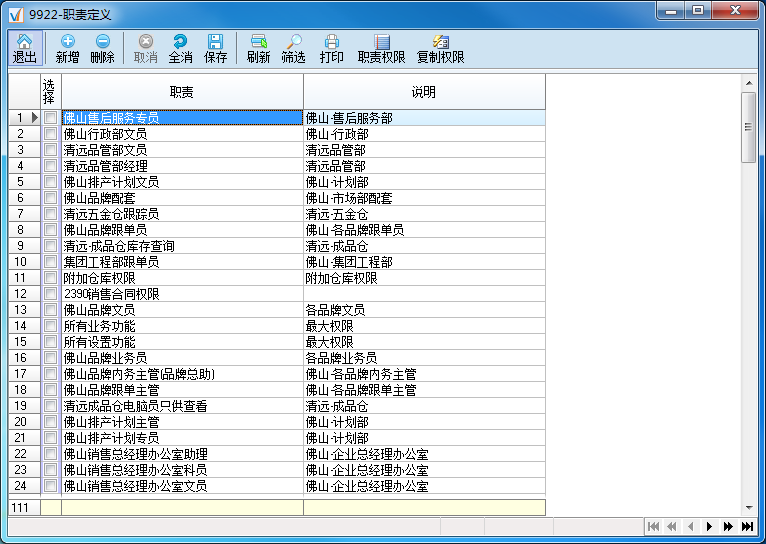 9922-职责定义
退出 新增 删除 取消 全消 保存 刷新 筛选 打印 职责权限 复制权限
选择 职责 说明
1 佛山售后服务专员 佛山·售后服务部
2 佛山行政部文员 佛山·行政部
3 清远品管部文员 清远品管部
4 清远品管部经理 清远品管部
5 佛山排产计划文员 佛山·计划部
6 佛山品牌配套 佛山·市场部配套
7 清远五金仓跟踪员 清远·五金仓
8 佛山品牌跟单员 佛山·各品牌跟单员
9 清远·成品仓库存查询 清远·成品仓
10 集团工程部跟单员 佛山·集团工程部
11 附加仓库权限 附加仓库权限
12 2390销售合同权限
13 佛山品牌文员 各品牌文员
14 所有业务功能 最大权限
15 所有设置功能 最大权限
16 佛山品牌业务员 各品牌业务员
17 佛山品牌内务主管(品牌总助) 佛山·各品牌内务主管
18 佛山品牌跟单主管 佛山·各品牌跟单主管
19 清远成品仓电脑员只供查看 清远·成品仓
20 佛山排产计划主管 佛山·计划部
21 佛山排产计划专员 佛山·计划部
22 佛山销售总经理办公室助理 佛山·企业总经理办公室
23 佛山销售总经理办公室科员 佛山·企业总经理办公室
24 佛山销售总经理办公室文员 佛山·企业总经理办公室
111